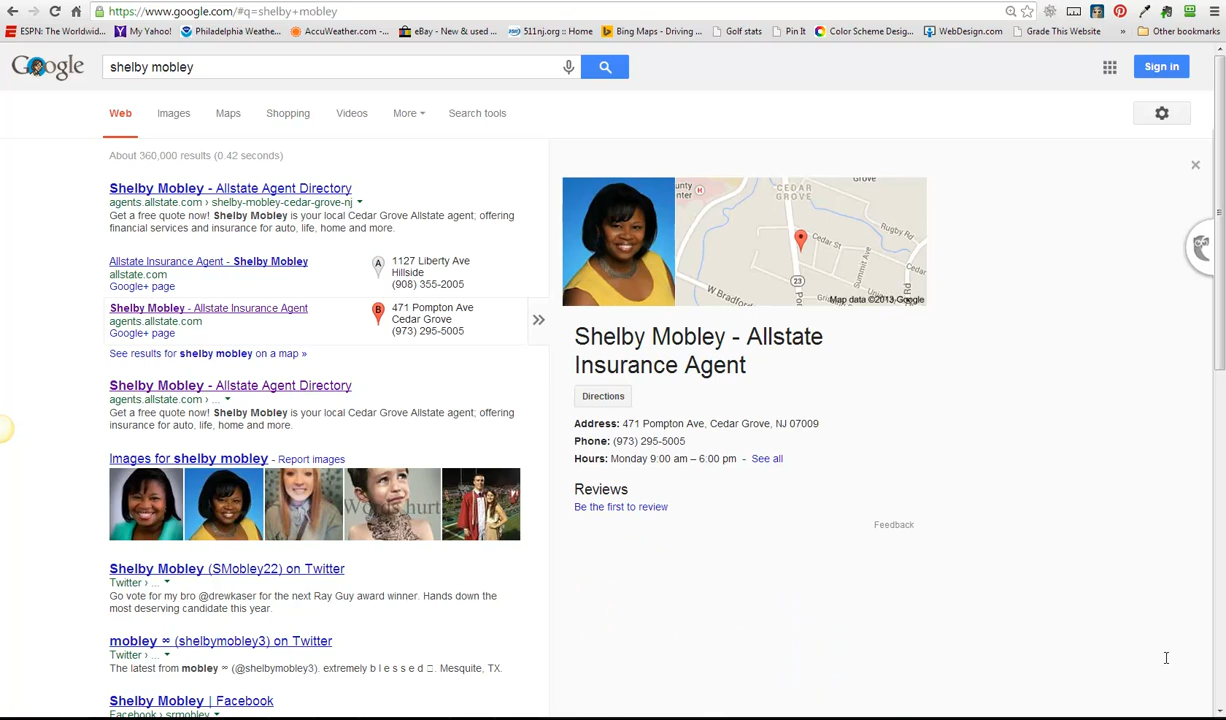 https://www.google.com/#q=shelby+mobley
ESPN: The Worldwid... My Yahoo! Philadelphia Weathe... AccuWeather.com -... eBay - New & used ... 511nj.org :: Home Bing Maps - Driving ... Golf stats Pin It Color Scheme Desig... WebDesign.com Grade This Website » Other bookmarks
Google shelby mobley Sign in
Web Images Maps Shopping Videos More Search tools
About 360,000 results (0.42 seconds)
Shelby Mobley - Allstate Agent Directory
agents.allstate.com › shelby-mobley-cedar-grove-nj
Get a free quote now! Shelby Mobley is your local Cedar Grove Allstate agent; offering
financial services and insurance for auto, life, home and more.
Allstate Insurance Agent - Shelby Mobley
allstate.com
Google+ page
A 1127 Liberty Ave
Hillside
(908) 355-2005
Shelby Mobley - Allstate Insurance Agent
agents.allstate.com
Google+ page
B 471 Pompton Ave
Cedar Grove
(973) 295-5005
See results for shelby mobley on a map »
Shelby Mobley - Allstate Agent Directory
agents.allstate.com › ...
Get a free quote now! Shelby Mobley is your local Cedar Grove Allstate agent; offering
insurance for auto, life, home and more.
Images for shelby mobley - Report images
Words hurt
Shelby Mobley (SMobley22) on Twitter
Twitter › ...
Go vote for my bro @drewkaser for the next Ray Guy award winner. Hands down the
most deserving candidate this year.
mobley ∞ (shelbymobley3) on Twitter
Twitter › ...
The latest from mobley ∞ (@shelbymobley3). extremely b l e s s e d . Mesquite, TX.
Shelby Mobley | Facebook
Facebook › srmobley
CEDAR
GROVE
Cedar St
Rugby Rd
Summit Ave
W Bradford
23
H
Map data ©2013 Google
Shelby Mobley - Allstate
Insurance Agent
Directions
Address: 471 Pompton Ave, Cedar Grove, NJ 07009
Phone: (973) 295-5005
Hours: Monday 9:00 am – 6:00 pm - See all
Reviews
Be the first to review
Feedback